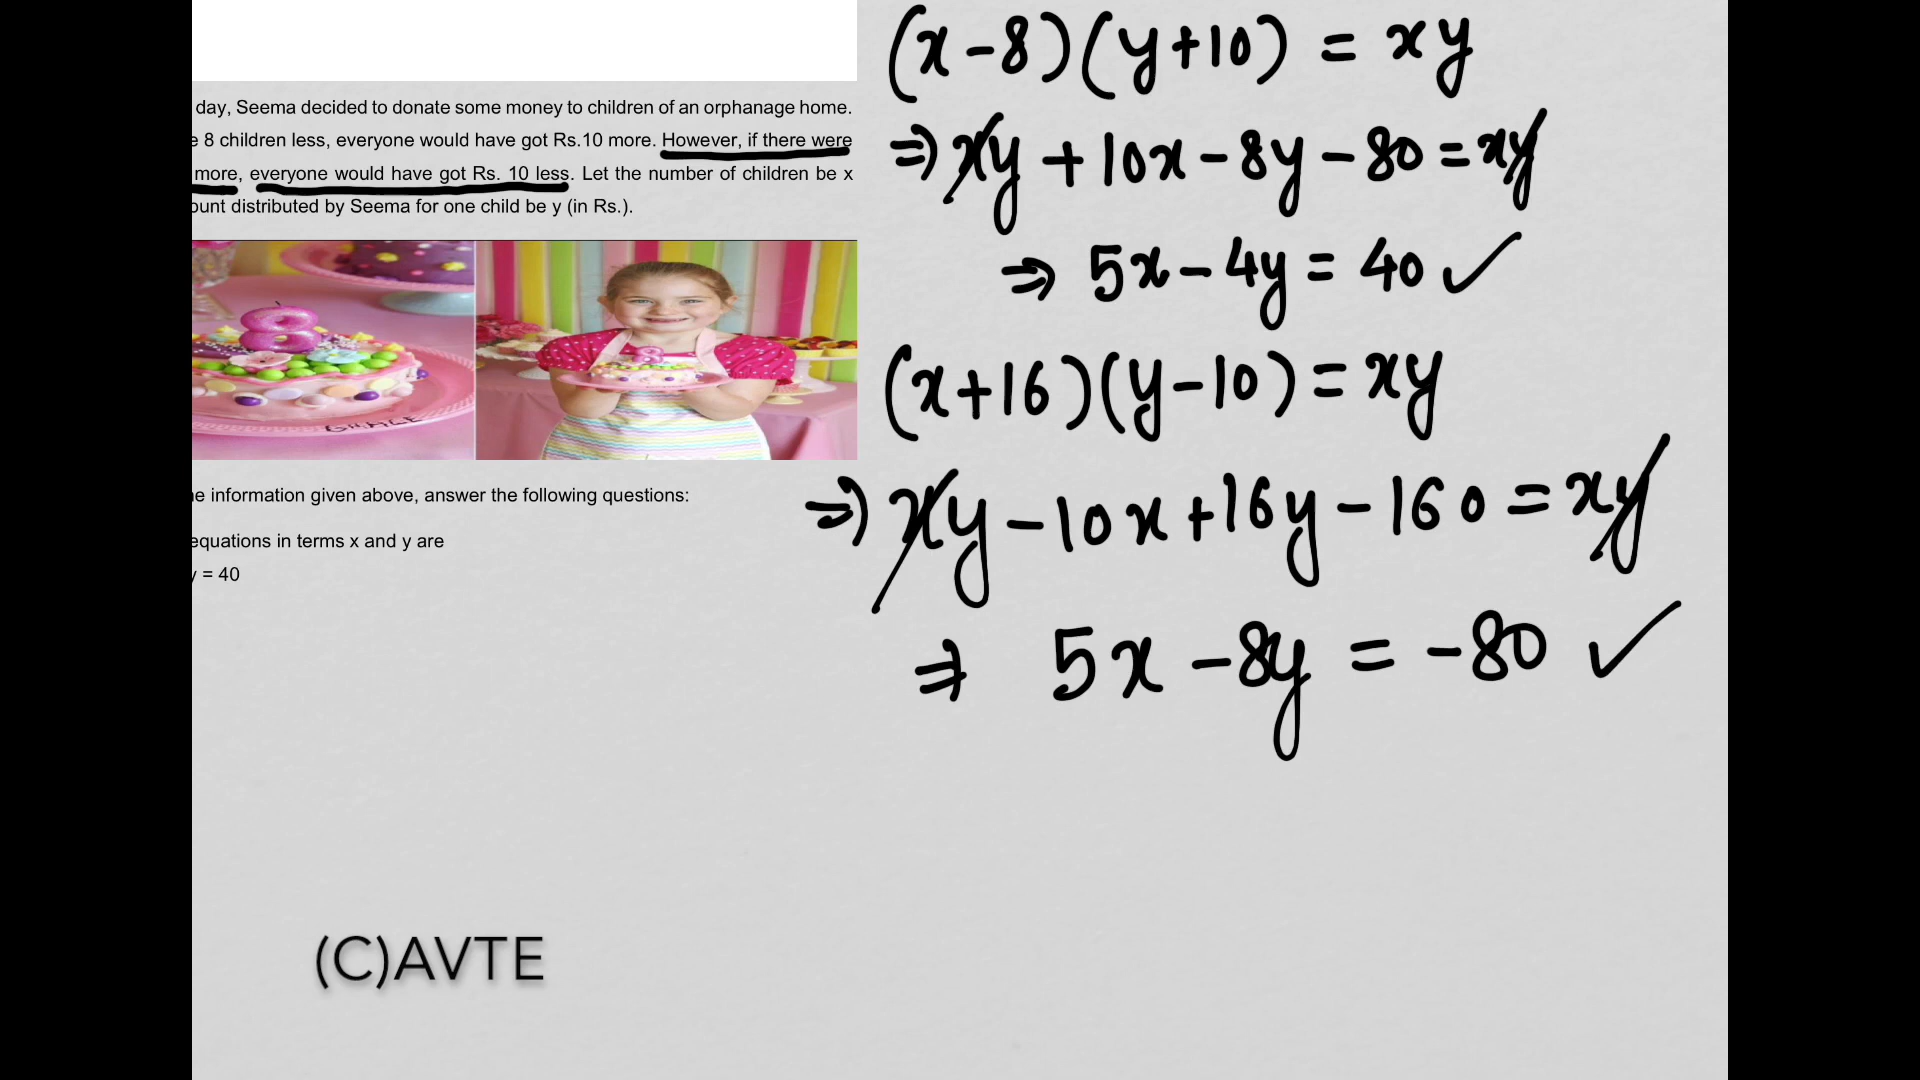 day, Seema decided to donate some money to children of an orphanage home.
8 children less, everyone would have got Rs.10 more. However, if there were
more, everyone would have got Rs. 10 less. Let the number of children be x
distributed by Seema for one child be y (in Rs.).
8
GRACE
8
information given above, answer the following questions:
equations in terms x and y are
y = 40
(x-8)(y+10) = xy
⇒ xy + 10x - 8y - 80 = xy
⇒ 5x - 4y = 40 ✓
(x+16)(y-10) = xy
⇒ xy - 10x + 16y - 160 = xy
⇒ 5x - 8y = -80 ✓
(C)AVTE